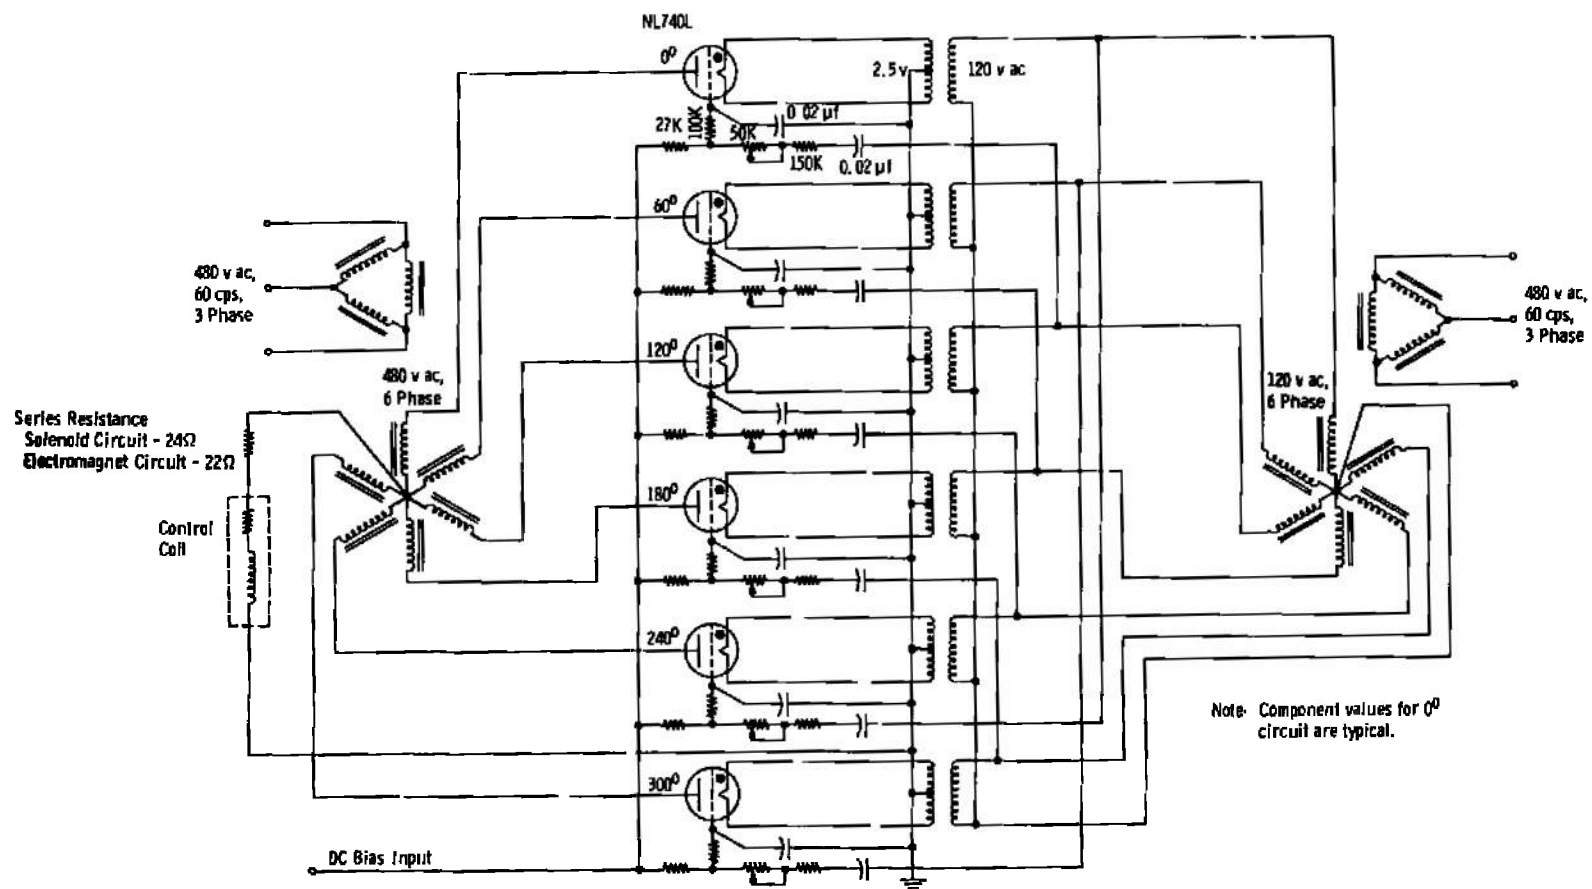 NL740L
0⁰
2.5 v
120 v ac
0 02 µf
27K
100K
50K
150K
0.02 µf
60⁰
480 v ac,
60 cps,
3 Phase
480 v ac,
60 cps,
3 Phase
120⁰
480 v ac,
6 Phase
120 v ac,
6 Phase
Series Resistance
Solenoid Circuit - 24Ω
Electromagnet Circuit - 22Ω
180⁰
Control
Coil
240⁰
Note· Component values for 0⁰
circuit are typical.
300⁰
DC Bias Input